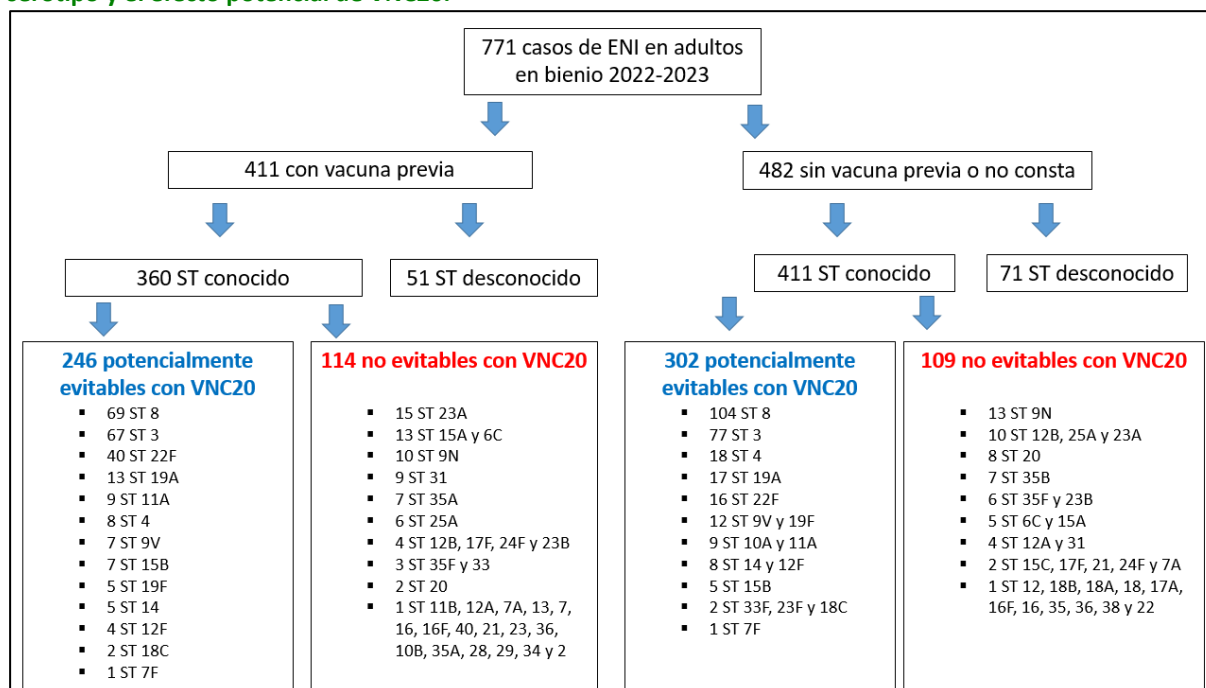 serotipo y el efecto potencial de VNC20.
771 casos de ENI en adultos
en bienio 2022-2023
411 con vacuna previa
482 sin vacuna previa o no consta
360 ST conocido
51 ST desconocido
411 ST conocido
71 ST desconocido
246 potencialmente
evitables con VNC20
▪ 69 ST 8
▪ 67 ST 3
▪ 40 ST 22F
▪ 13 ST 19A
▪ 9 ST 11A
▪ 8 ST 4
▪ 7 ST 9V
▪ 7 ST 15B
▪ 5 ST 19F
▪ 5 ST 14
▪ 4 ST 12F
▪ 2 ST 18C
▪ 1 ST 7F
114 no evitables con VNC20
▪ 15 ST 23A
▪ 13 ST 15A y 6C
▪ 10 ST 9N
▪ 9 ST 31
▪ 7 ST 35A
▪ 6 ST 25A
▪ 4 ST 12B, 17F, 24F y 23B
▪ 3 ST 35F y 33
▪ 2 ST 20
▪ 1 ST 11B, 12A, 7A, 13, 7,
16, 16F, 40, 21, 23, 36,
10B, 35A, 28, 29, 34 y 2
302 potencialmente
evitables con VNC20
▪ 104 ST 8
▪ 77 ST 3
▪ 18 ST 4
▪ 17 ST 19A
▪ 16 ST 22F
▪ 12 ST 9V y 19F
▪ 9 ST 10A y 11A
▪ 8 ST 14 y 12F
▪ 5 ST 15B
▪ 2 ST 33F, 23F y 18C
▪ 1 ST 7F
109 no evitables con VNC20
▪ 13 ST 9N
▪ 10 ST 12B, 25A y 23A
▪ 8 ST 20
▪ 7 ST 35B
▪ 6 ST 35F y 23B
▪ 5 ST 6C y 15A
▪ 4 ST 12A y 31
▪ 2 ST 15C, 17F, 21, 24F y 7A
▪ 1 ST 12, 18B, 18A, 18, 17A,
16F, 16, 35, 36, 38 y 22